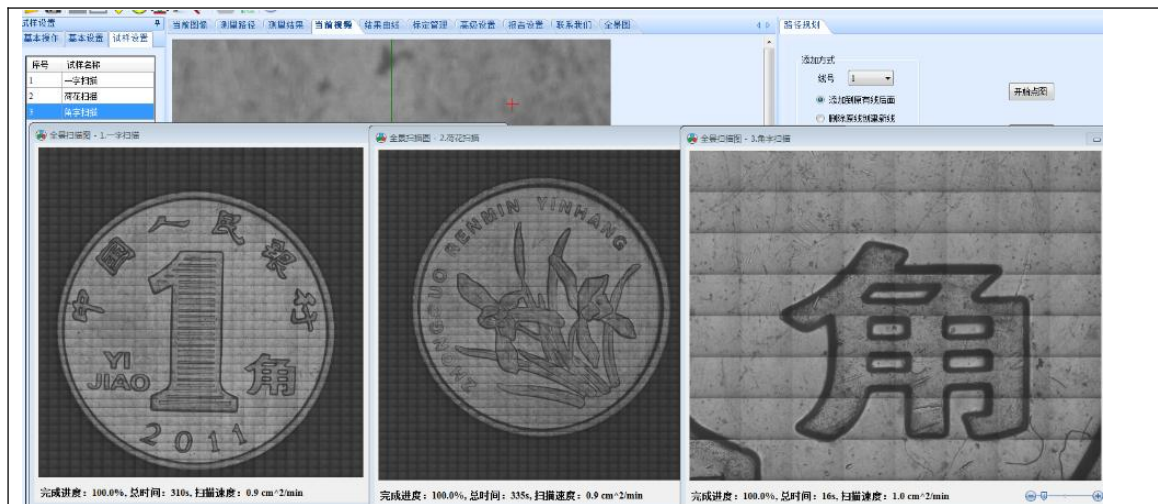 试样设置
当前图像 测量路径 测量结果 当前视频 结果曲线 标定管理 高级设置 报告设置 联系我们 全景图
路径规划
基本操作 基本设置 试样设置
序号 试样名称
1 一字扫描
2 荷花扫描
3 角字扫描
添加方式
线号 1
添加到原有线后面
删除原线创建新线
开始点图
全景扫描图 - 1.一字扫描
全景扫描图 - 2.荷花扫描
全景扫描图 - 3.角字扫描
中国人民银行
1
YI
JIAO
角
2011
ZHONGGUO RENMIN YINHANG
角
完成进度：100.0%, 总时间：310s, 扫描速度：0.9 cm^2/min
完成进度：100.0%, 总时间：335s, 扫描速度：0.9 cm^2/min
完成进度：100.0%, 总时间：16s, 扫描速度：1.0 cm^2/min